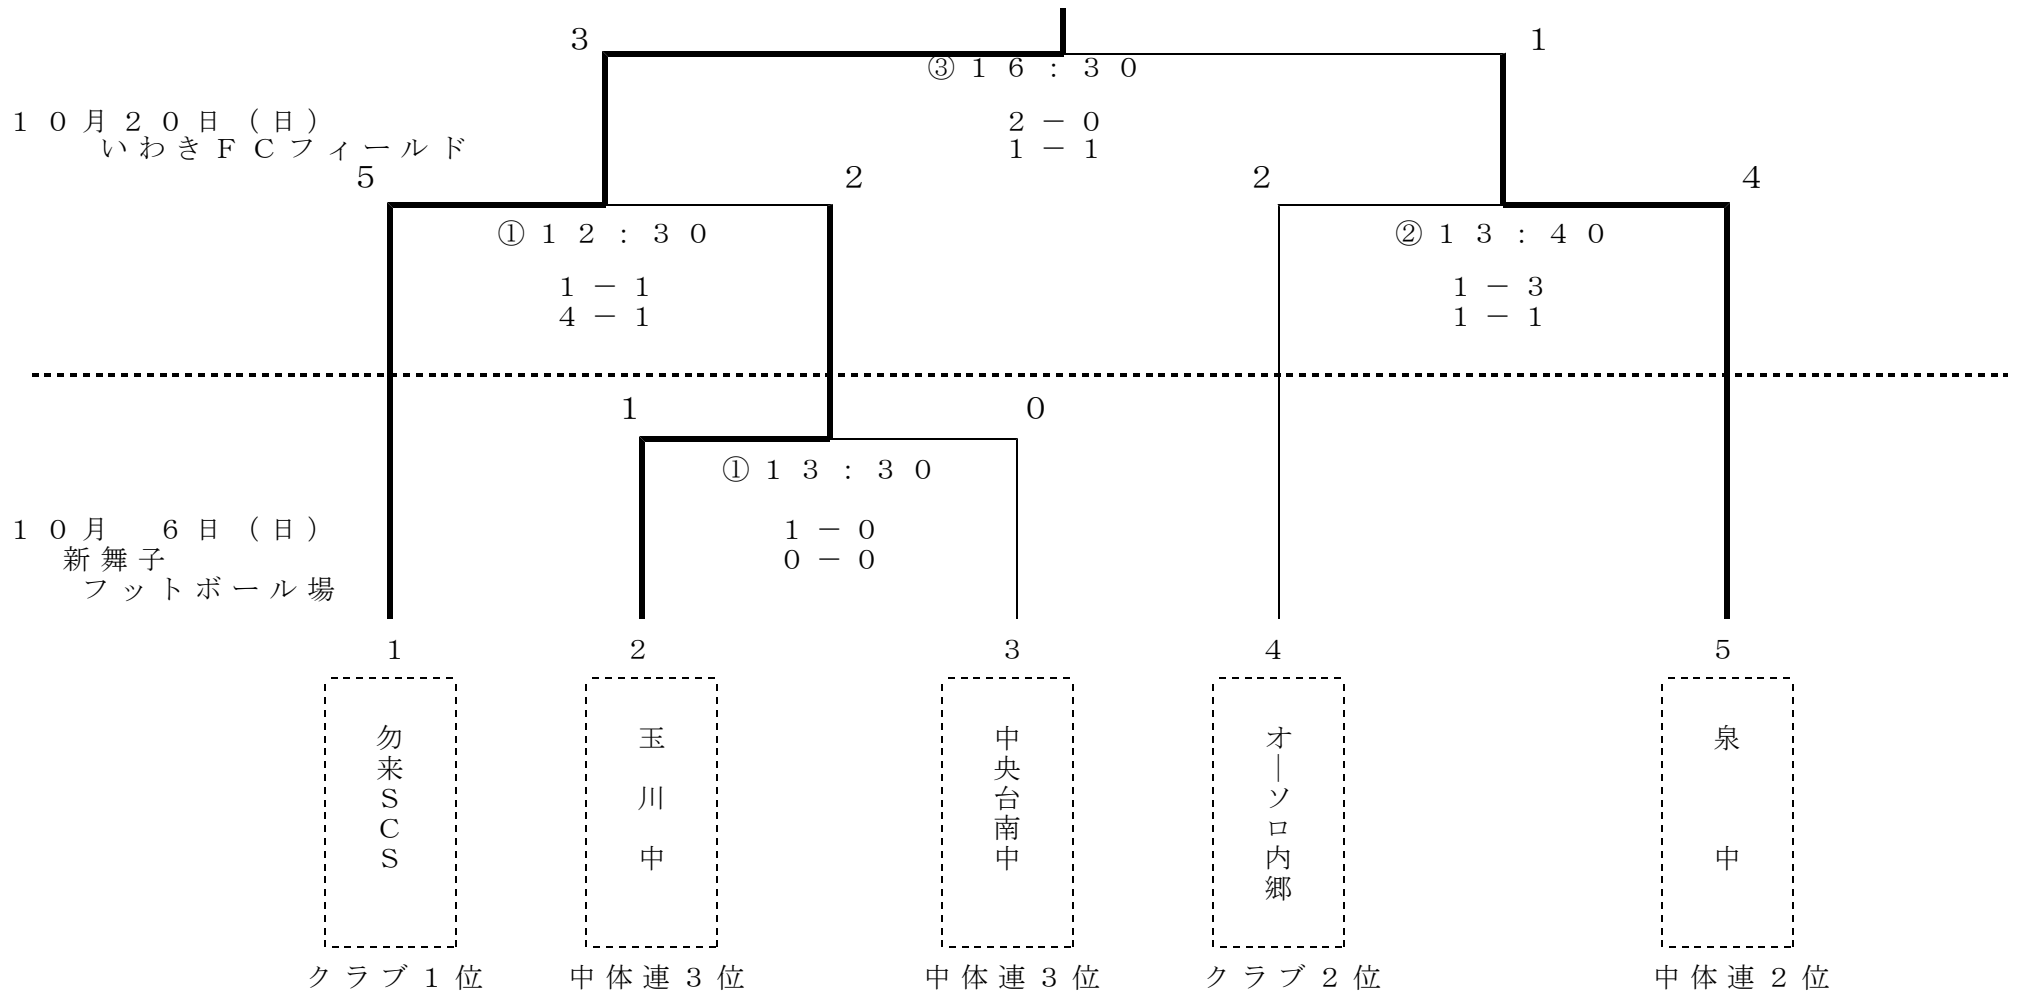 3 1
③16:30
10月20日(日) 2-0
いわきFCフィールド 1-1
5 2 2 4
①12:30 ②13:40
1-1 1-3
4-1 1-1
1 0
①13:30
10月　6日(日) 1-0
新舞子 0-0
フットボール場
1 2 3 4 5
勿来SCS
玉川中
中央台南中
オーソロ内郷
泉中
クラブ1位 中体連3位 中体連3位 クラブ2位 中体連2位